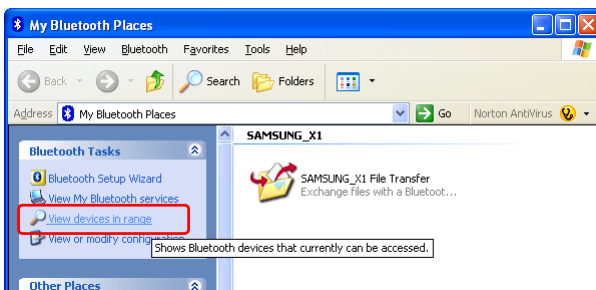 My Bluetooth Places
File Edit View Bluetooth Favorites Tools Help
Back Search Folders
Address My Bluetooth Places Go Norton AntiVirus
Bluetooth Tasks
Bluetooth Setup Wizard
View My Bluetooth services
View devices in range
View or modify configuration
Shows Bluetooth devices that currently can be accessed.
Other Places
SAMSUNG_X1
SAMSUNG_X1 File Transfer
Exchange files with a Bluetoot...